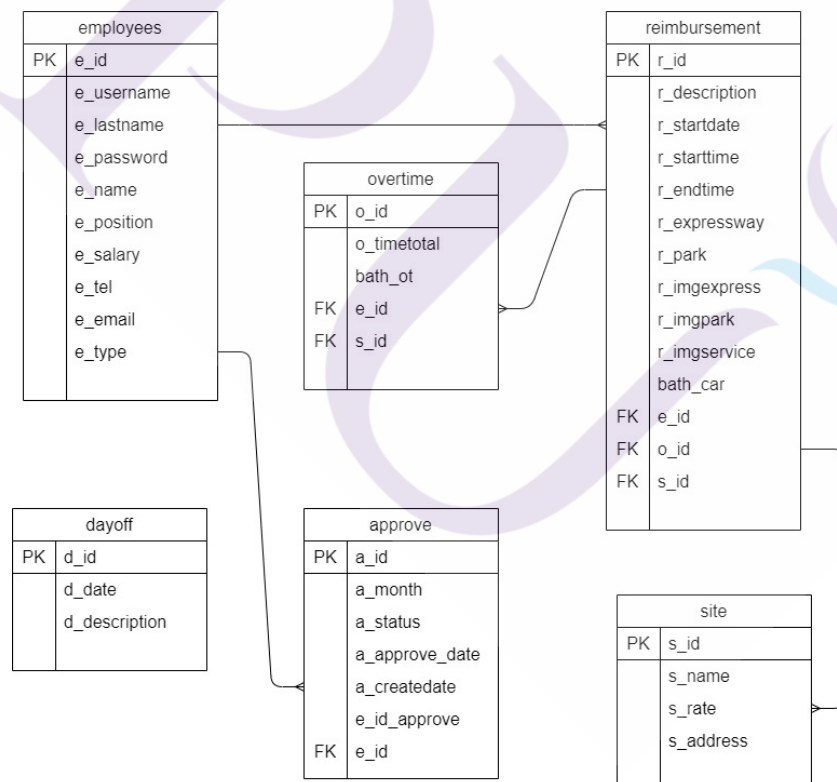 employees
PK e_id
e_username
e_lastname
e_password
e_name
e_position
e_salary
e_tel
e_email
e_type
overtime
PK o_id
o_timetotal
bath_ot
FK e_id
FK s_id
reimbursement
PK r_id
r_description
r_startdate
r_starttime
r_endtime
r_expressway
r_park
r_imgexpress
r_imgpark
r_imgservice
bath_car
FK e_id
FK o_id
FK s_id
dayoff
PK d_id
d_date
d_description
approve
PK a_id
a_month
a_status
a_approve_date
a_createdate
e_id_approve
FK e_id
site
PK s_id
s_name
s_rate
s_address